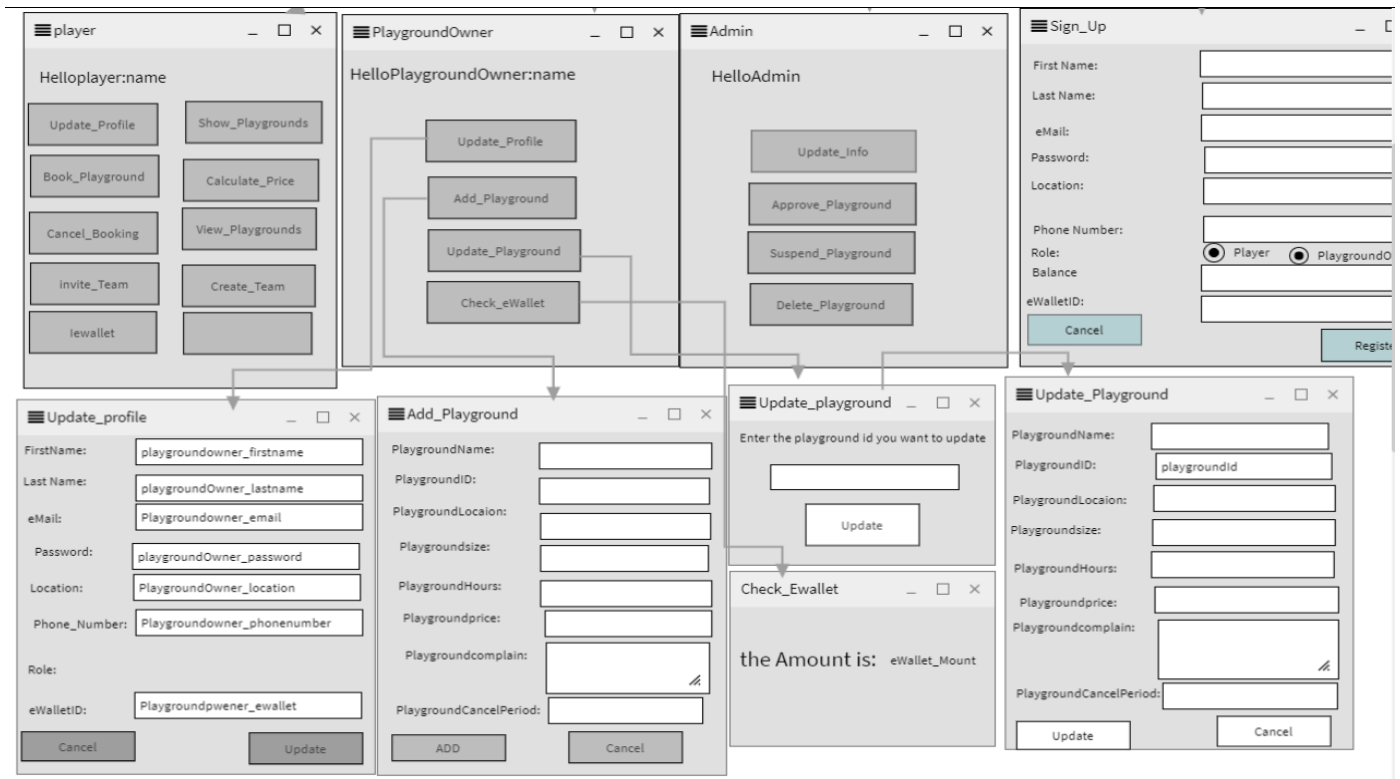 player
Helloplayer:name
Update_Profile
Show_Playgrounds
Book_Playground
Calculate_Price
Cancel_Booking
View_Playgrounds
invite_Team
Create_Team
Iewallet
PlaygroundOwner
HelloPlaygroundOwner:name
Update_Profile
Add_Playground
Update_Playground
Check_eWallet
Admin
HelloAdmin
Update_Info
Approve_Playground
Suspend_Playground
Delete_Playground
Sign_Up
First Name:
Last Name:
eMail:
Password:
Location:
Phone Number:
Role: Player PlaygroundO
Balance
eWalletID:
Cancel
Registe
Update_profile
FirstName: playgroundowner_firstname
Last Name: playgroundOwner_lastname
eMail: Playgroundowner_email
Password: playgroundOwner_password
Location: PlaygroundOwner_location
Phone_Number: Playgroundowner_phonenumber
Role:
eWalletID: Playgroundpwener_ewallet
Cancel Update
Add_Playground
PlaygroundName:
PlaygroundID:
PlaygroundLocaion:
Playgroundsize:
PlaygroundHours:
Playgroundprice:
Playgroundcomplain:
PlaygroundCancelPeriod:
ADD Cancel
Update_playground
Enter the playground id you want to update
Update
Check_Ewallet
the Amount is: eWallet_Mount
Update_Playground
PlaygroundName:
PlaygroundID: playgroundId
PlaygroundLocaion:
Playgroundsize:
PlaygroundHours:
Playgroundprice:
Playgroundcomplain:
PlaygroundCancelPeriod:
Update Cancel